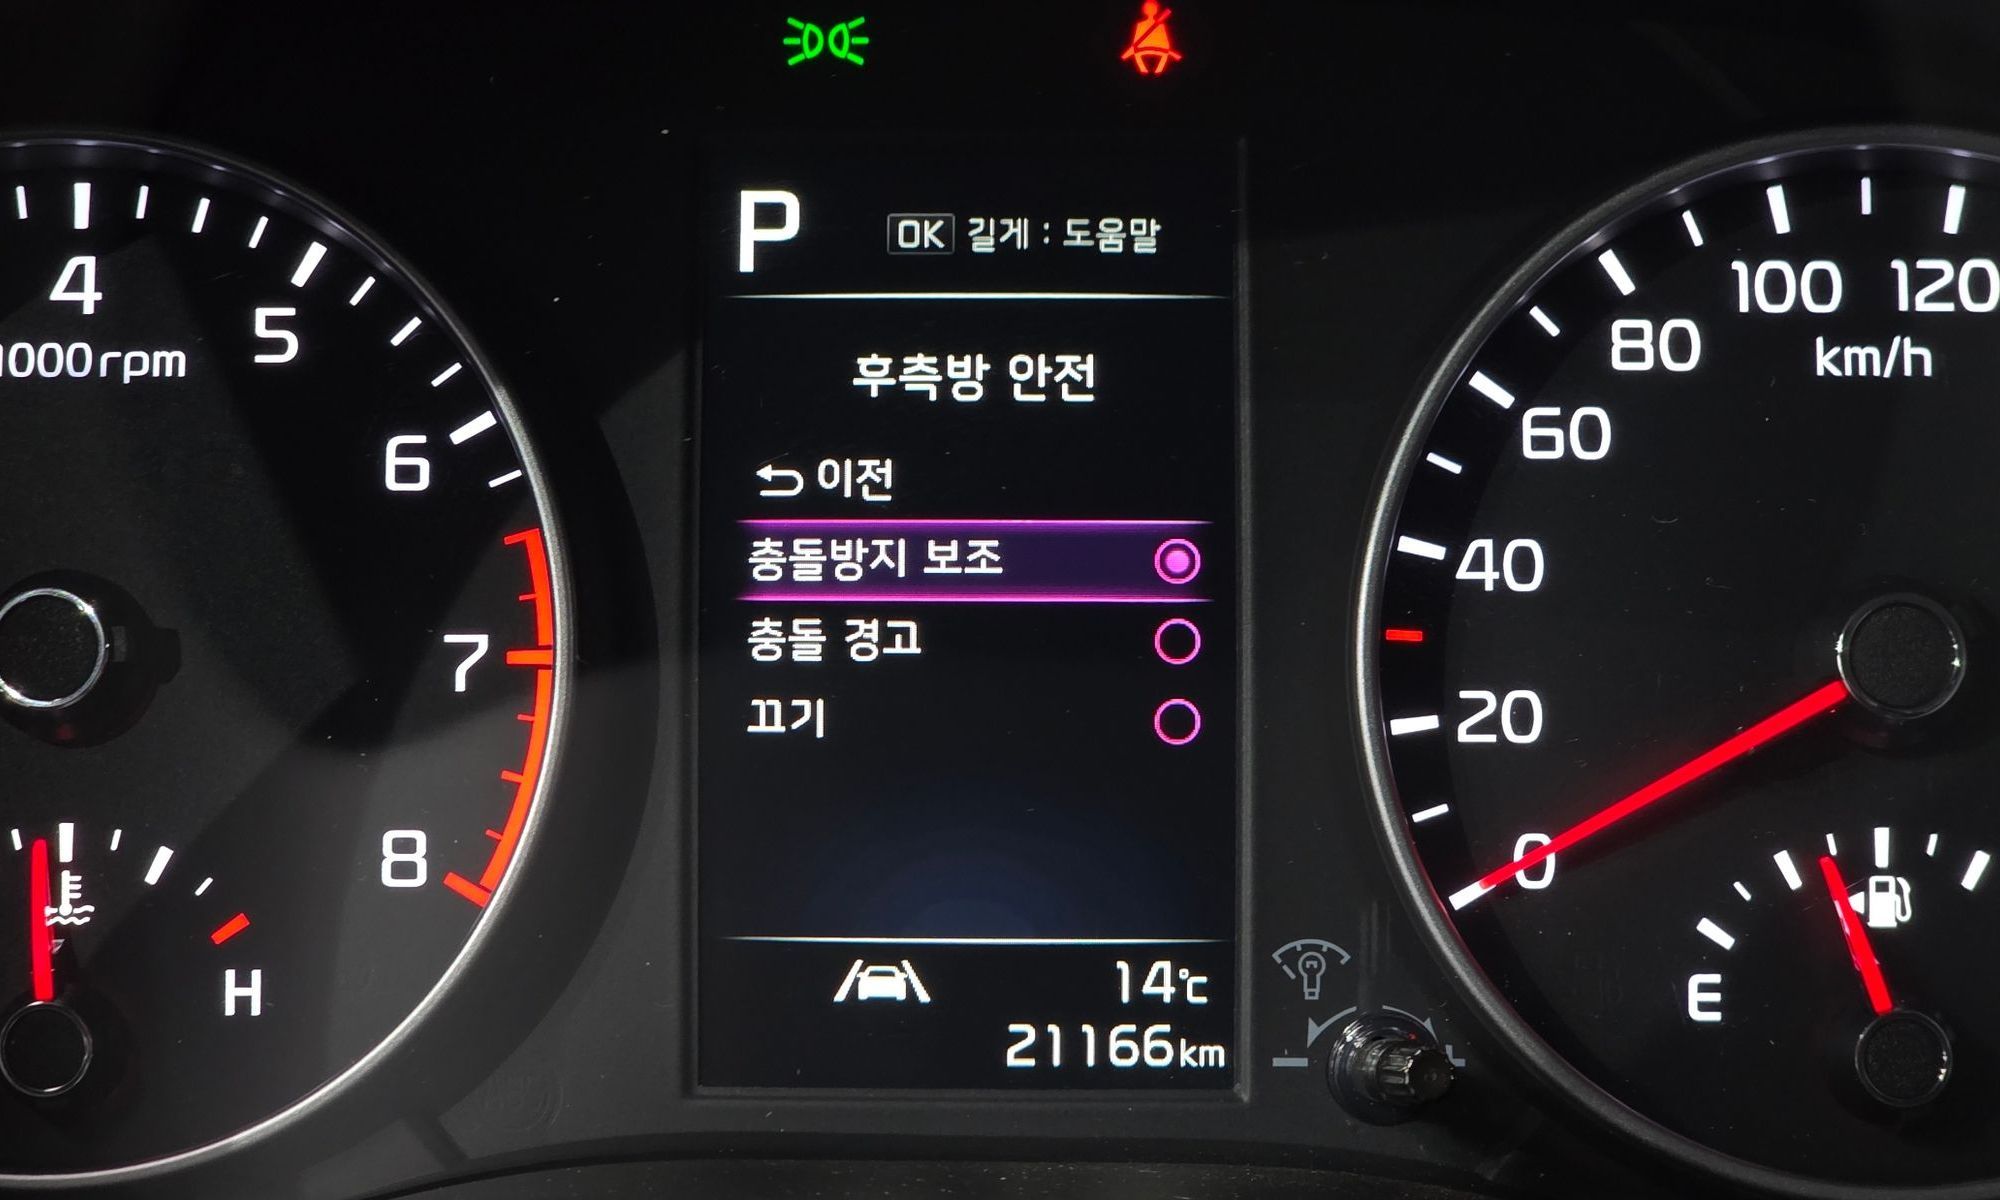 P
OK 길게 : 도움말
후측방 안전
이전
충돌방지 보조
충돌 경고
끄기
14℃
21166km
4
5
6
7
8
1000rpm
H
0
20
40
60
80
100
120
km/h
E